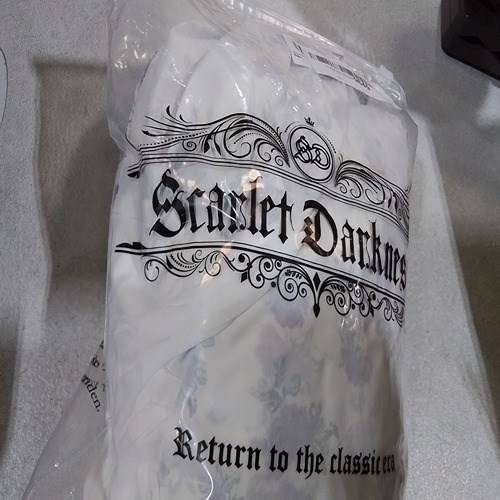 Scarlet Darknes
Return to the classic era